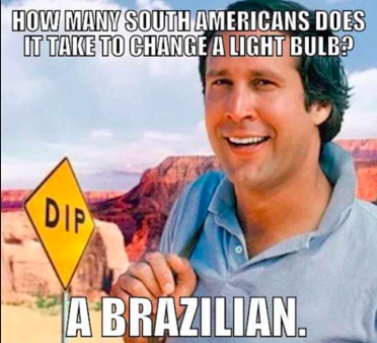 HOW MANY SOUTH AMERICANS DOES
IT TAKE TO CHANGE A LIGHT BULB?
DIP
A BRAZILIAN.